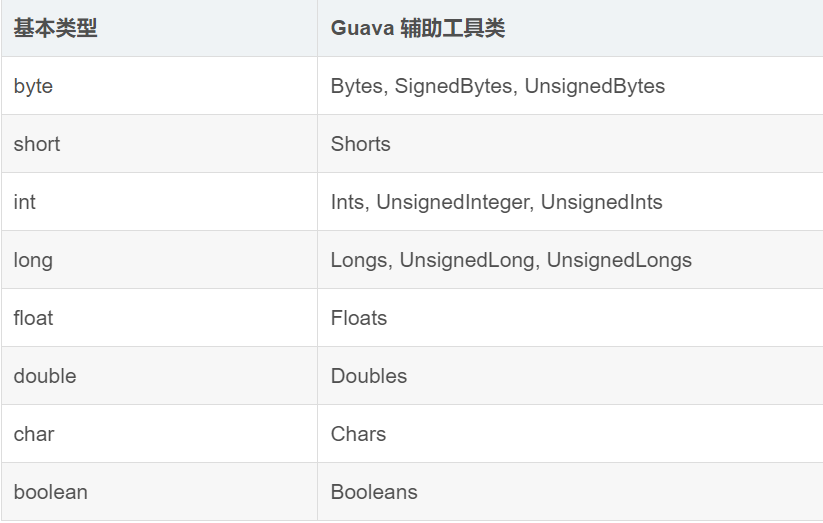 基本类型 Guava 辅助工具类
byte Bytes, SignedBytes, UnsignedBytes
short Shorts
int Ints, UnsignedInteger, UnsignedInts
long Longs, UnsignedLong, UnsignedLongs
float Floats
double Doubles
char Chars
boolean Booleans